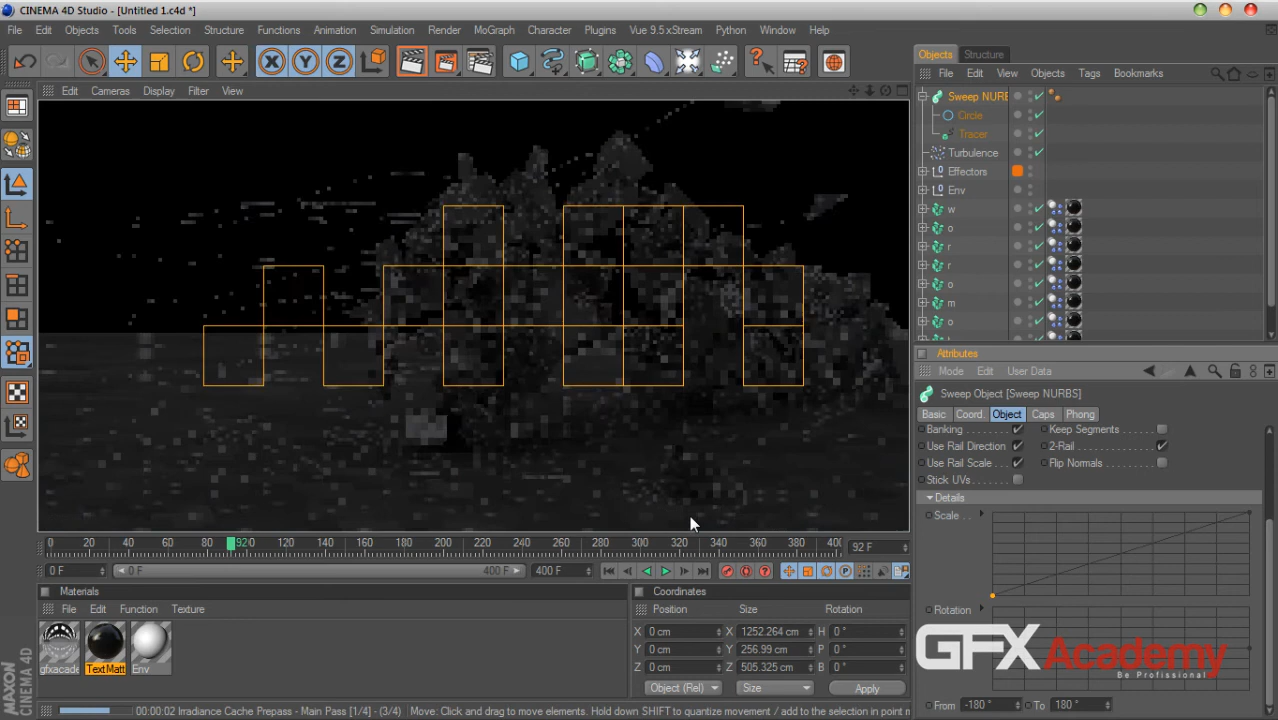 CINEMA 4D Studio - [Untitled 1.c4d *]
File Edit Objects Tools Selection Structure Functions Animation Simulation Render MoGraph Character Plugins Vue 9.5 xStream Python Window Help
Objects Structure
File Edit View Objects Tags Bookmarks
Edit Cameras Display Filter View
Sweep NURB
Circle
Tracer
Turbulence
Effectors
Env
w
o
r
r
o
m
o
Attributes
Mode Edit User Data
Sweep Object [Sweep NURBS]
Basic Coord. Object Caps Phong
Banking Keep Segments
Use Rail Direction 2-Rail
Use Rail Scale Flip Normals
Stick UVs
Details
Scale
Rotation
GFX Academy
Be Profissional
From -180 ° To 180 °
0 20 40 60 80 920 120 140 160 180 200 220 240 260 280 300 320 340 360 380 400 92 F
0 F 0 F 400 F 400 F
Materials
File Edit Function Texture
gfxacade TextMatt Env
Coordinates
Position Size Rotation
X 0 cm X 1252.264 cm H 0 °
Y 0 cm Y 256.99 cm P 0 °
Z 0 cm Z 505.325 cm B 0 °
Object (Rel) Size Apply
MAXON
CINEMA 4D
00:00:02 Irradiance Cache Prepass - Main Pass [1/4] - (3/4) Move: Click and drag to move elements. Hold down SHIFT to quantize movement / add to the selection in point m